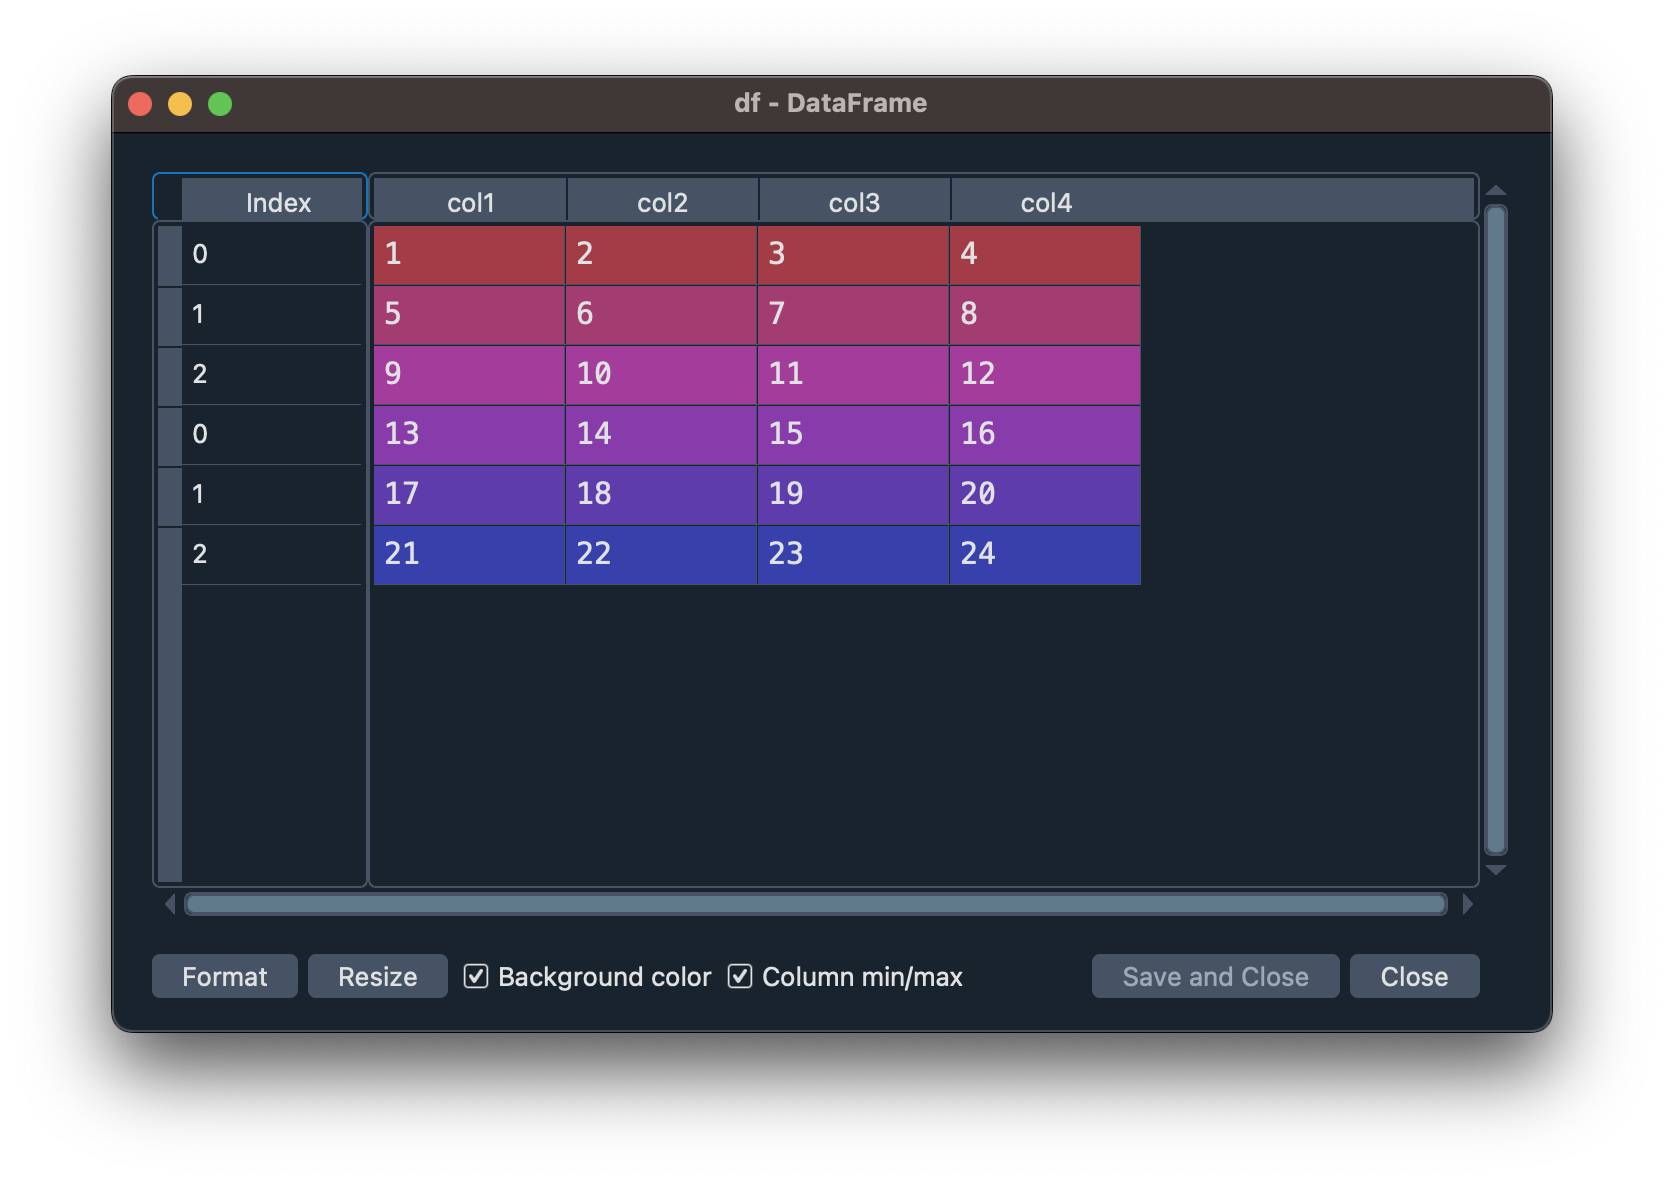 df - DataFrame
Index col1 col2 col3 col4
0 1 2 3 4
1 5 6 7 8
2 9 10 11 12
0 13 14 15 16
1 17 18 19 20
2 21 22 23 24
Format Resize Background color Column min/max Save and Close Close